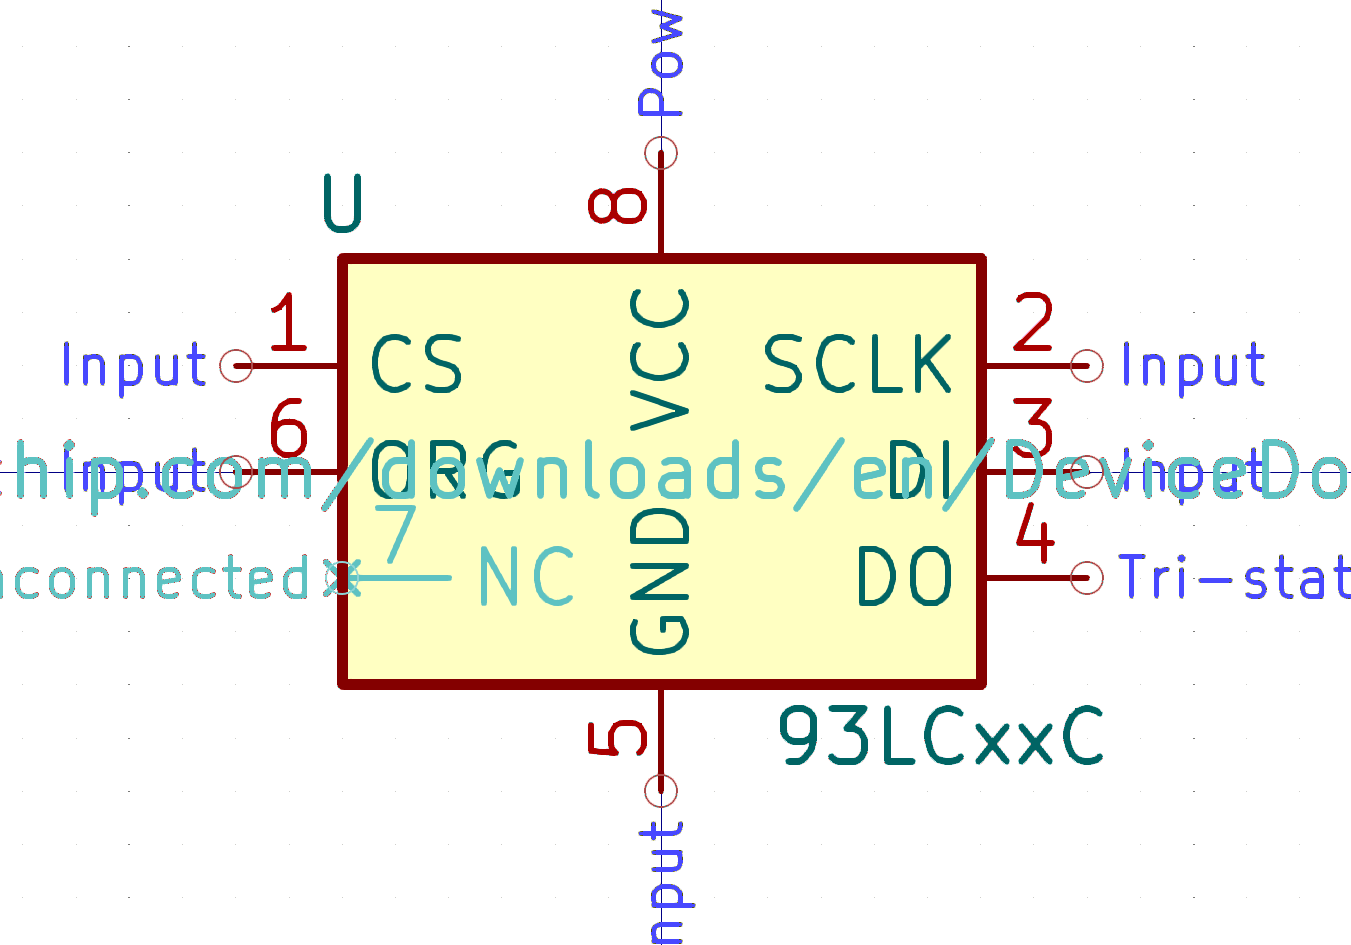 Pow
8
U
1
2
Input
CS
VCC
SCLK
Input
6
3
Input
ORG
DI
Input
hip.com/downloads/en/DeviceDo
7
4
nconnected
NC
GND
DO
Tri-stat
5
93LCxxC
nput